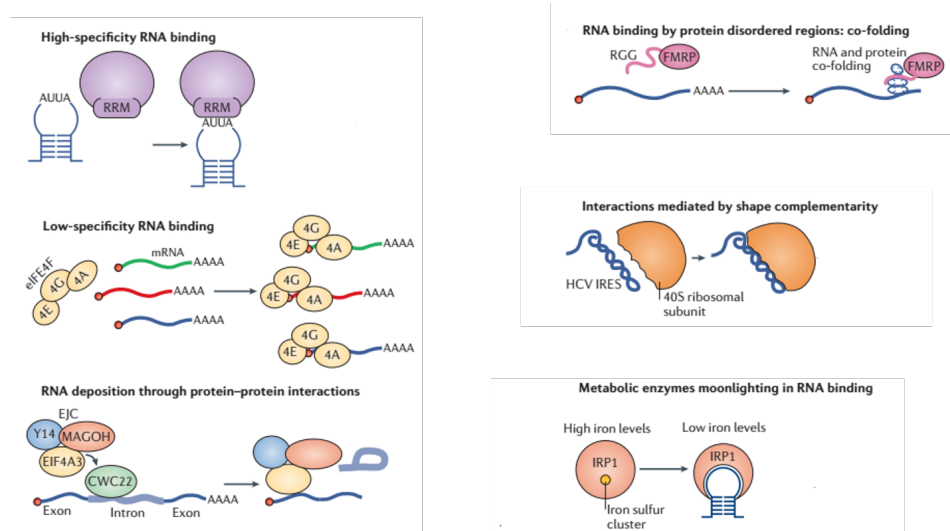 High-specificity RNA binding
AUUA
RRM
RRM
AUUA
Low-specificity RNA binding
eIFE4F
4E
4G
4A
mRNA
AAAA
AAAA
AAAA
4G
4E
4A
AAAA
4G
4E
4A
AAAA
4G
4E
4A
AAAA
RNA deposition through protein–protein interactions
EJC
Y14
MAGOH
EIF4A3
CWC22
AAAA
Exon
Intron
Exon
RNA binding by protein disordered regions: co-folding
RGG
FMRP
AAAA
RNA and protein
co-folding
FMRP
Interactions mediated by shape complementarity
HCV IRES
40S ribosomal
subunit
Metabolic enzymes moonlighting in RNA binding
High iron levels
IRP1
Iron sulfur
cluster
Low iron levels
IRP1